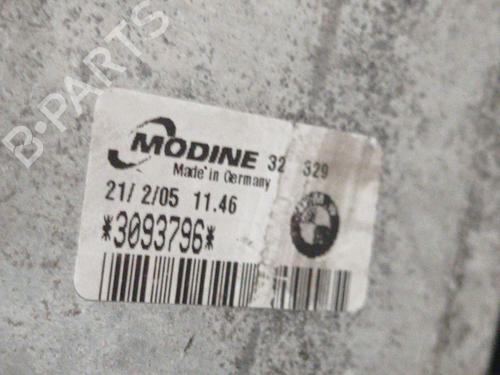 B-PARTS
MODINE 32 329
Made in Germany
21/ 2/05 11.46
*3093796*